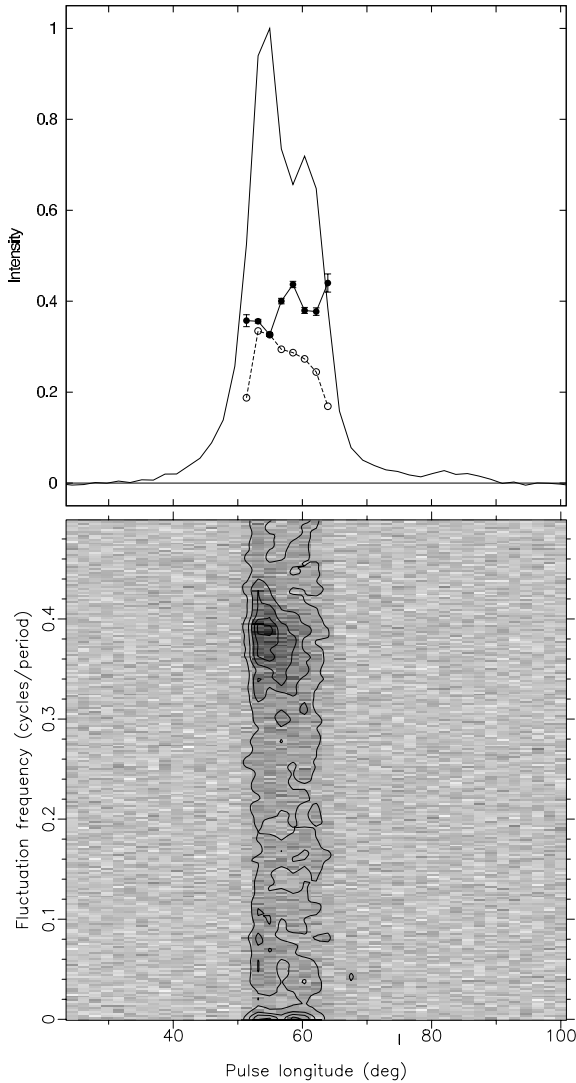 1
0.8
0.6
Intensity
0.4
0.2
0
0.4
0.3
Fluctuation frequency (cycles/period)
0.2
0.1
0
40 60 80 100
I
Pulse longitude (deg)